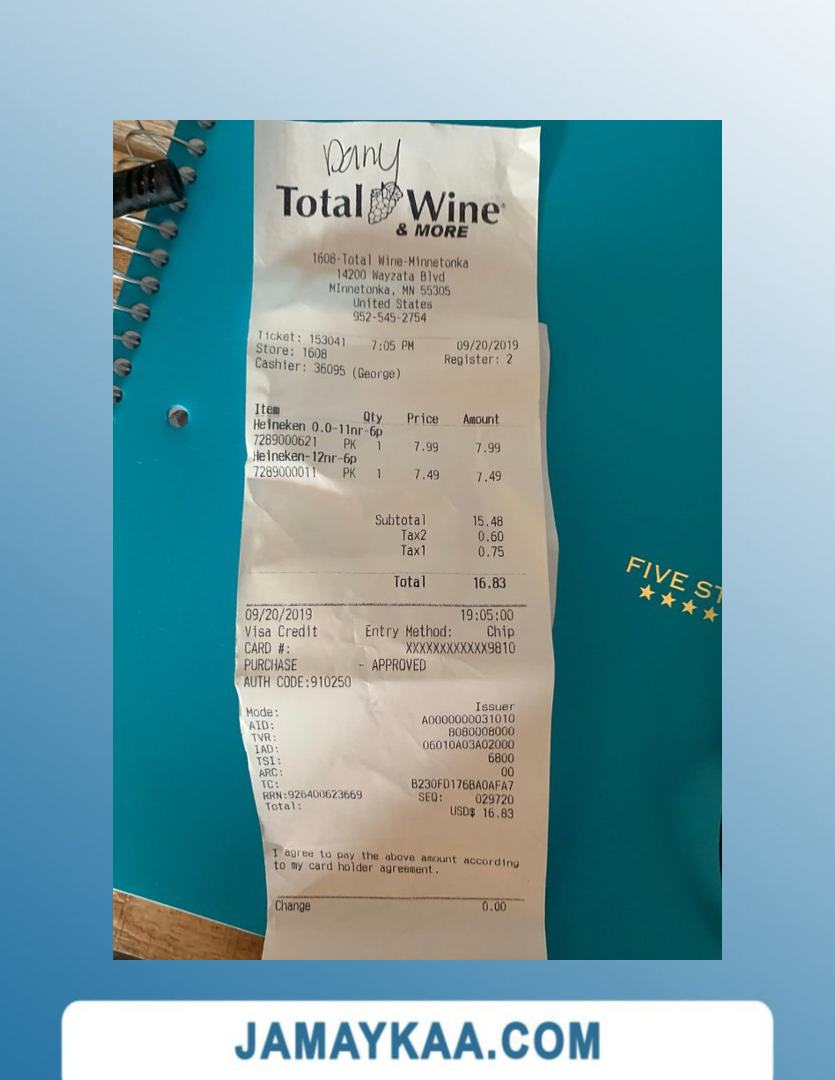 Dany
Total Wine
& MORE
1608-Total Wine-Minnetonka
14200 Wayzata Blvd
MInnetonka, MN 55305
United States
952-545-2754
Ticket: 153041 7:05 PM 09/20/2019
Store: 1608 Register: 2
Cashier: 36095 (George)
Item Qty Price Amount
Heineken 0.0-11nr-6p
7289000621 PK 1 7.99 7.99
Heineken-12nr-6p
7289000011 PK 1 7.49 7.49
Subtotal 15.48
Tax2 0.60
Tax1 0.75
Total 16.83
09/20/2019 19:05:00
Visa Credit Entry Method: Chip
CARD #: XXXXXXXXXXXX9810
PURCHASE - APPROVED
AUTH CODE:910250
Mode: Issuer
AID: A0000000031010
TVR: 8080008000
IAD: 06010A03A02000
TSI: 6800
ARC: 00
TC: B230FD176BA0AFA7
RRN:926400623669 SEQ: 029720
Total: USD$ 16.83
I agree to pay the above amount according
to my card holder agreement.
Change 0.00
FIVE ST
JAMAYKAA.COM